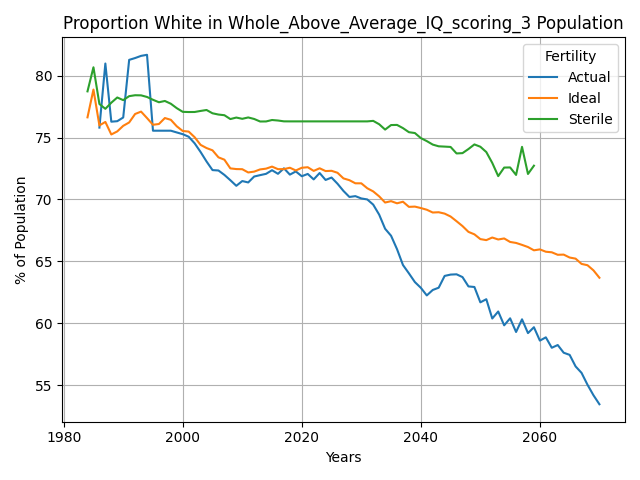 Proportion White in Whole_Above_Average_IQ_scoring_3 Population
Fertility
Actual
Ideal
Sterile
% of Population
80
75
70
65
60
55
1980
2000
2020
2040
2060
Years